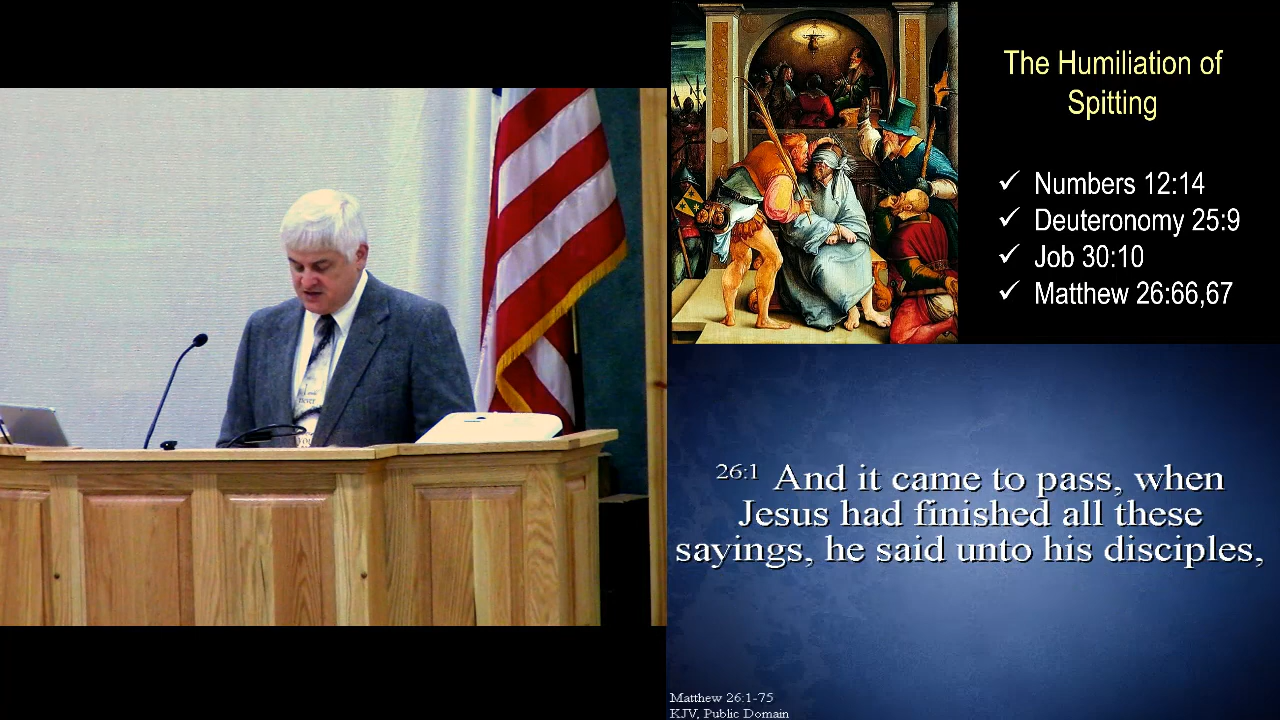 The Humiliation of
Spitting
✓ Numbers 12:14
✓ Deuteronomy 25:9
✓ Job 30:10
✓ Matthew 26:66,67
26:1 And it came to pass, when
Jesus had finished all these
sayings, he said unto his disciples,
Matthew 26:1-75
KJV, Public Domain
never